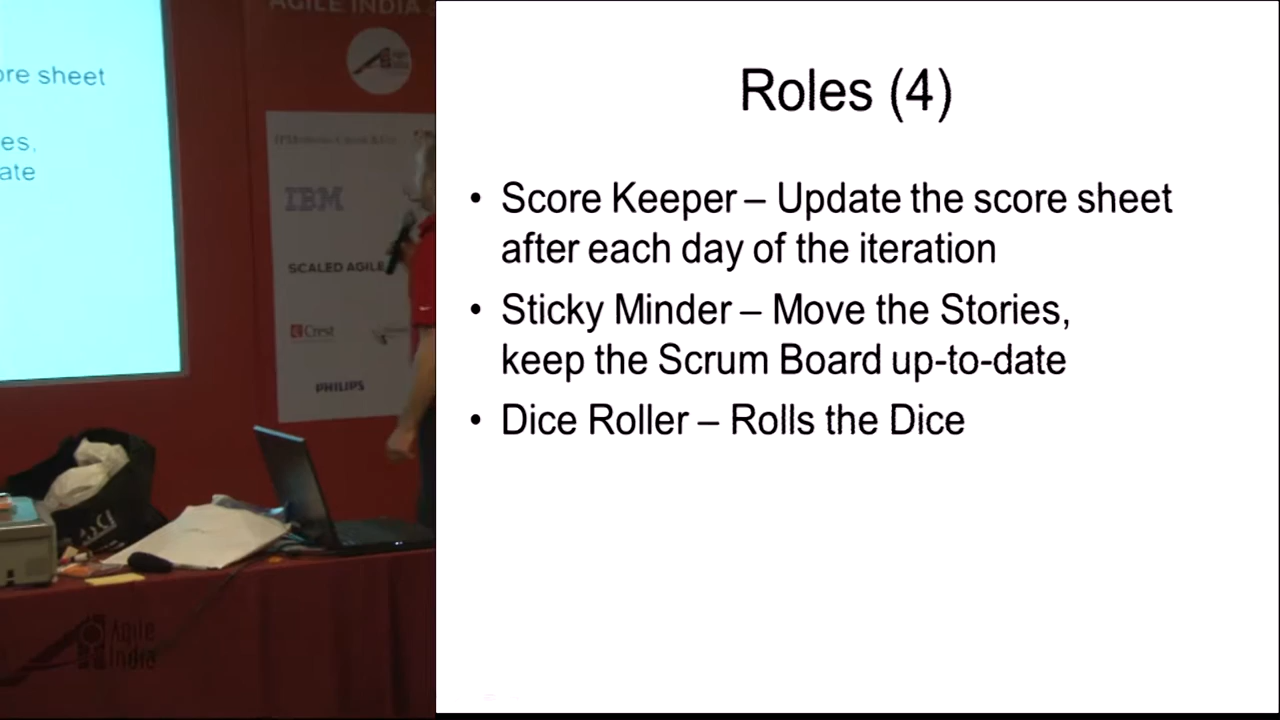 AGILE INDIA
ore sheet
es,
ate
IBM
SCALED AGILE
Crest
PHILIPS
Agile
India
Roles (4)
• Score Keeper – Update the score sheet
after each day of the iteration
• Sticky Minder – Move the Stories,
keep the Scrum Board up-to-date
• Dice Roller – Rolls the Dice